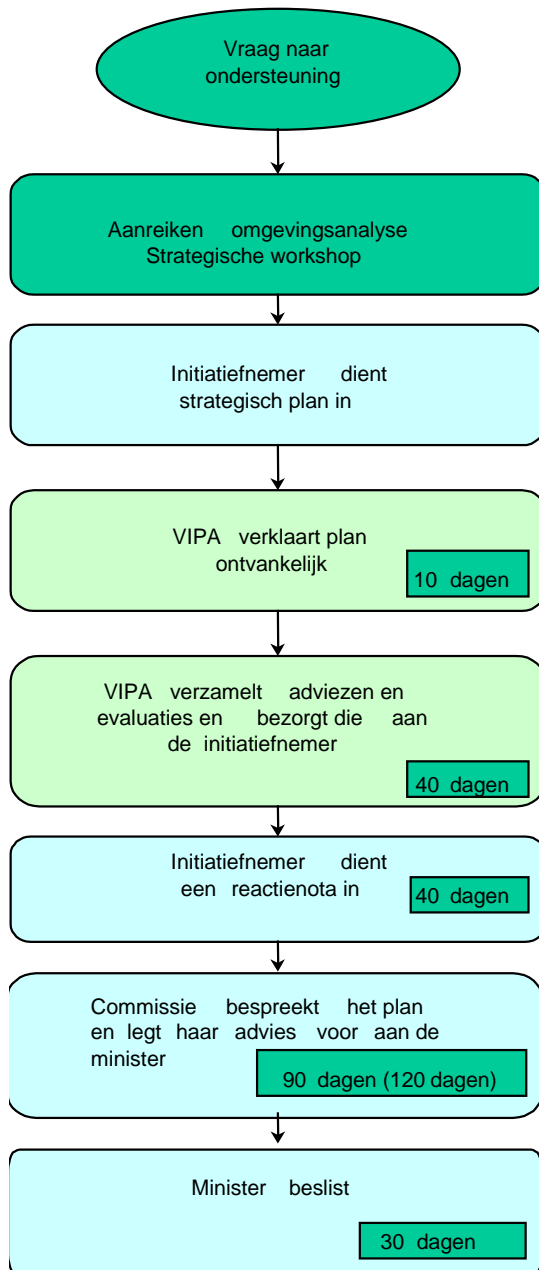 Vraag naar
ondersteuning
Aanreiken omgevingsanalyse
Strategische workshop
Initiatiefnemer dient
strategisch plan in
VIPA verklaart plan
ontvankelijk
10 dagen
VIPA verzamelt adviezen en
evaluaties en bezorgt die aan
de initiatiefnemer
40 dagen
Initiatiefnemer dient
een reactienota in
40 dagen
Commissie bespreekt het plan
en legt haar advies voor aan de
minister
90 dagen (120 dagen)
Minister beslist
30 dagen